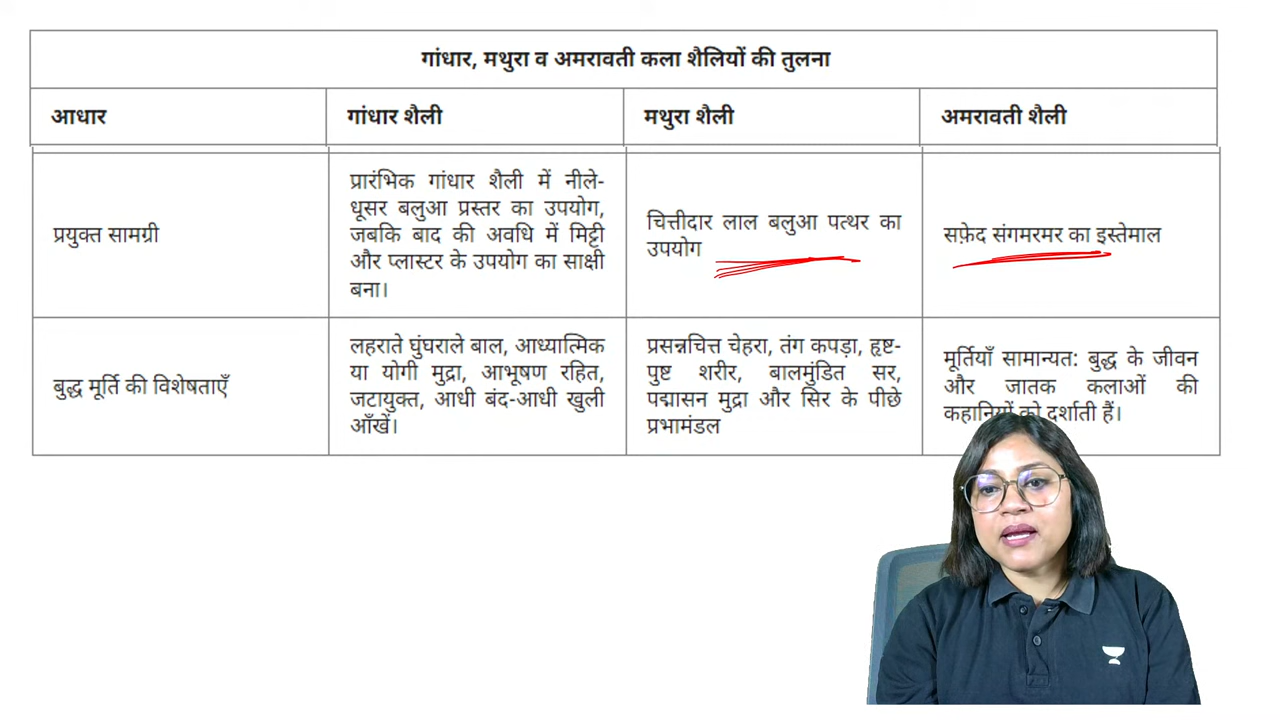 गांधार, मथुरा व अमरावती कला शैलियों की तुलना
आधार
गांधार शैली
मथुरा शैली
अमरावती शैली
प्रयुक्त सामग्री
प्रारंभिक गांधार शैली में नीले-
धूसर बलुआ प्रस्तर का उपयोग,
जबकि बाद की अवधि में मिट्टी
और प्लास्टर के उपयोग का साक्षी
बना।
चित्तीदार लाल बलुआ पत्थर का
उपयोग
सफ़ेद संगमरमर का इस्तेमाल
बुद्ध मूर्ति की विशेषताएँ
लहराते घुंघराले बाल, आध्यात्मिक
या योगी मुद्रा, आभूषण रहित,
जटायुक्त, आधी बंद-आधी खुली
आँखें।
प्रसन्नचित्त चेहरा, तंग कपड़ा, हृष्ट-
पुष्ट शरीर, बालमुंडित सर,
पद्मासन मुद्रा और सिर के पीछे
प्रभामंडल
मूर्तियाँ सामान्यत: बुद्ध के जीवन
और जातक कलाओं की
कहानियों को दर्शाती हैं।